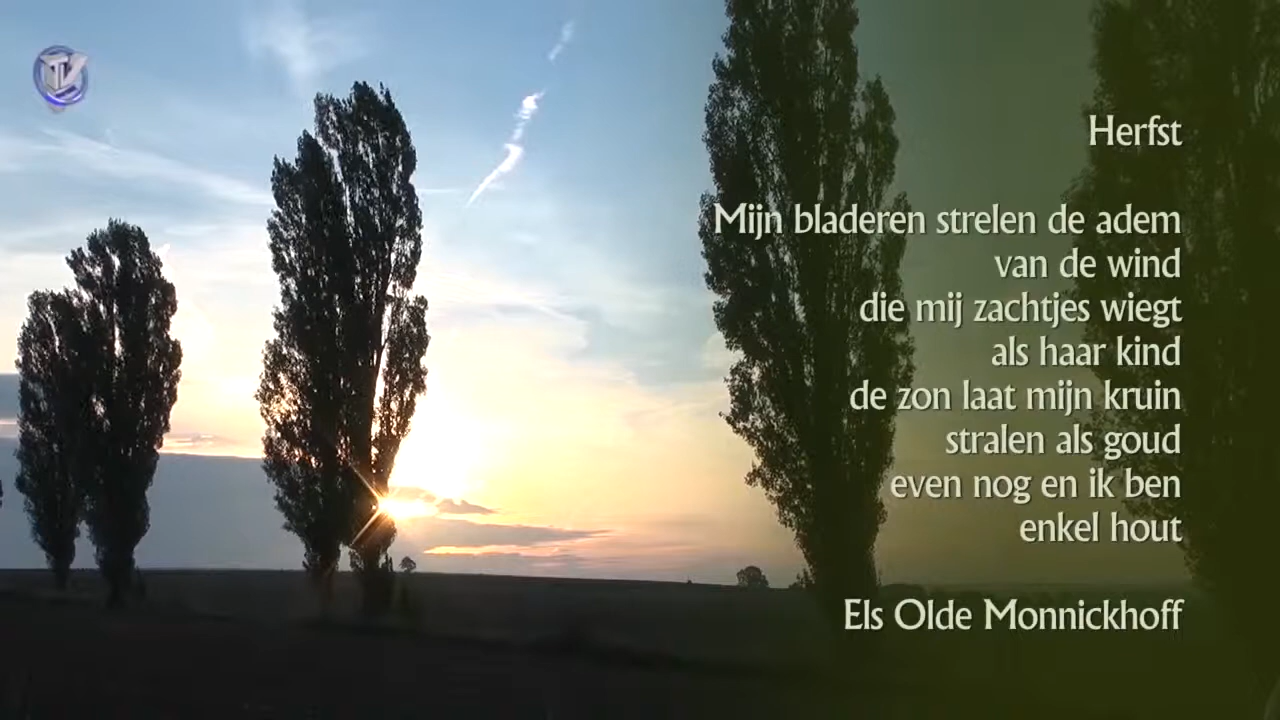 Herfst
Mijn bladeren strelen de adem
van de wind
die mij zachtjes wiegt
als haar kind
de zon laat mijn kruin
stralen als goud
even nog en ik ben
enkel hout
Els Olde Monnickhoff